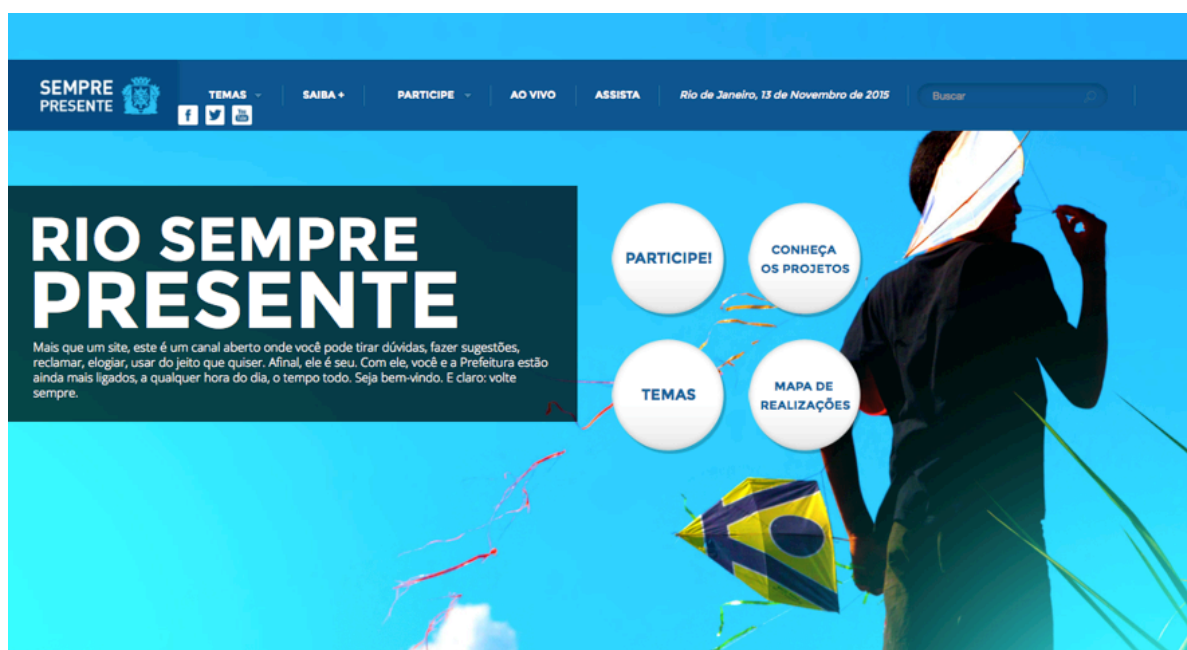 SEMPRE
PRESENTE
TEMAS
SAIBA +
PARTICIPE
AO VIVO
ASSISTA
Rio de Janeiro, 13 de Novembro de 2015
Buscar
f
You
Tube
RIO SEMPRE
PRESENTE
Mais que um site, este é um canal aberto onde você pode tirar dúvidas, fazer sugestões,
reclamar, elogiar, usar do jeito que quiser. Afinal, ele é seu. Com ele, você e a Prefeitura estão
ainda mais ligados, a qualquer hora do dia, o tempo todo. Seja bem-vindo. E claro: volte
sempre.
PARTICIPE!
CONHEÇA
OS PROJETOS
TEMAS
MAPA DE
REALIZAÇÕES